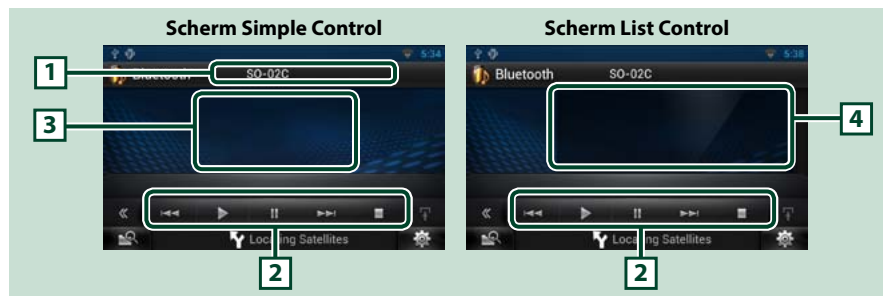 Scherm Simple Control
Scherm List Control
5:34
5:38
1
Bluetooth
SO-02C
Bluetooth
SO-02C
3
4
Locating Satellites
Locating Satellites
2
2